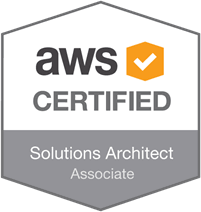 aws
CERTIFIED
Solutions Architect
Associate